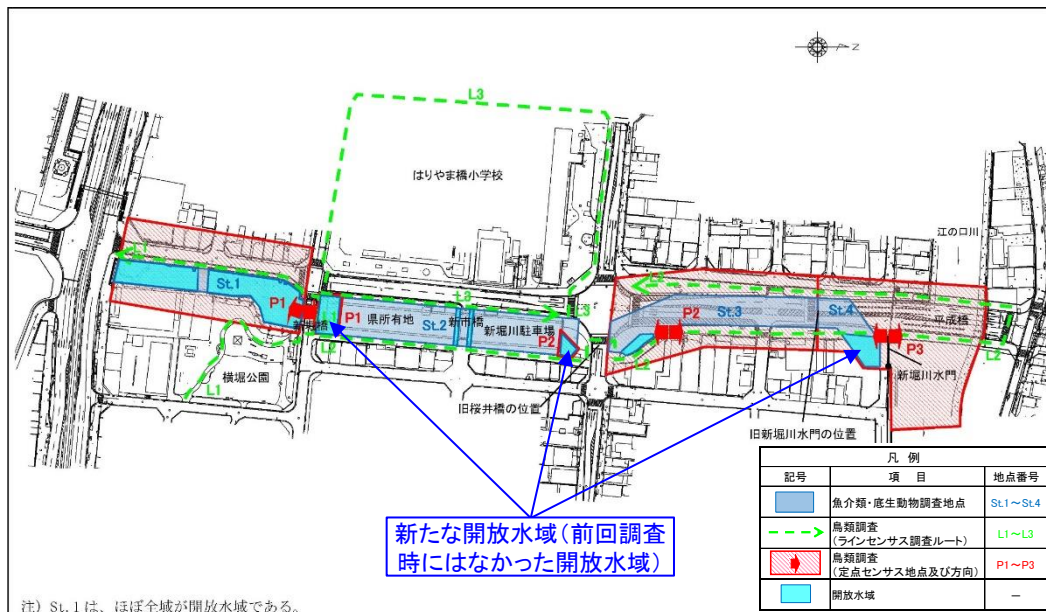 N
L3
はりやま橋小学校
江の口川
L1
St.1
P1
新堀橋
L1
P1
県所有地
L3
St.2
新市橋
新堀川駐車場
P2
L3
L2
L2
P2
St.3
St.4
平成橋
L2
P3
L2
新堀川水門
横堀公園
L1
旧桜井橋の位置
旧新堀川水門の位置
新たな開放水域(前回調査
時にはなかった開放水域)
凡 例
記号 項 目 地点番号
魚介類・底生動物調査地点 St.1~St.4
鳥類調査
(ラインセンサス調査ルート) L1~L3
鳥類調査
(定点センサス地点及び方向) P1~P3
開放水域 －
注) St.1は、ほぼ全域が開放水域である。